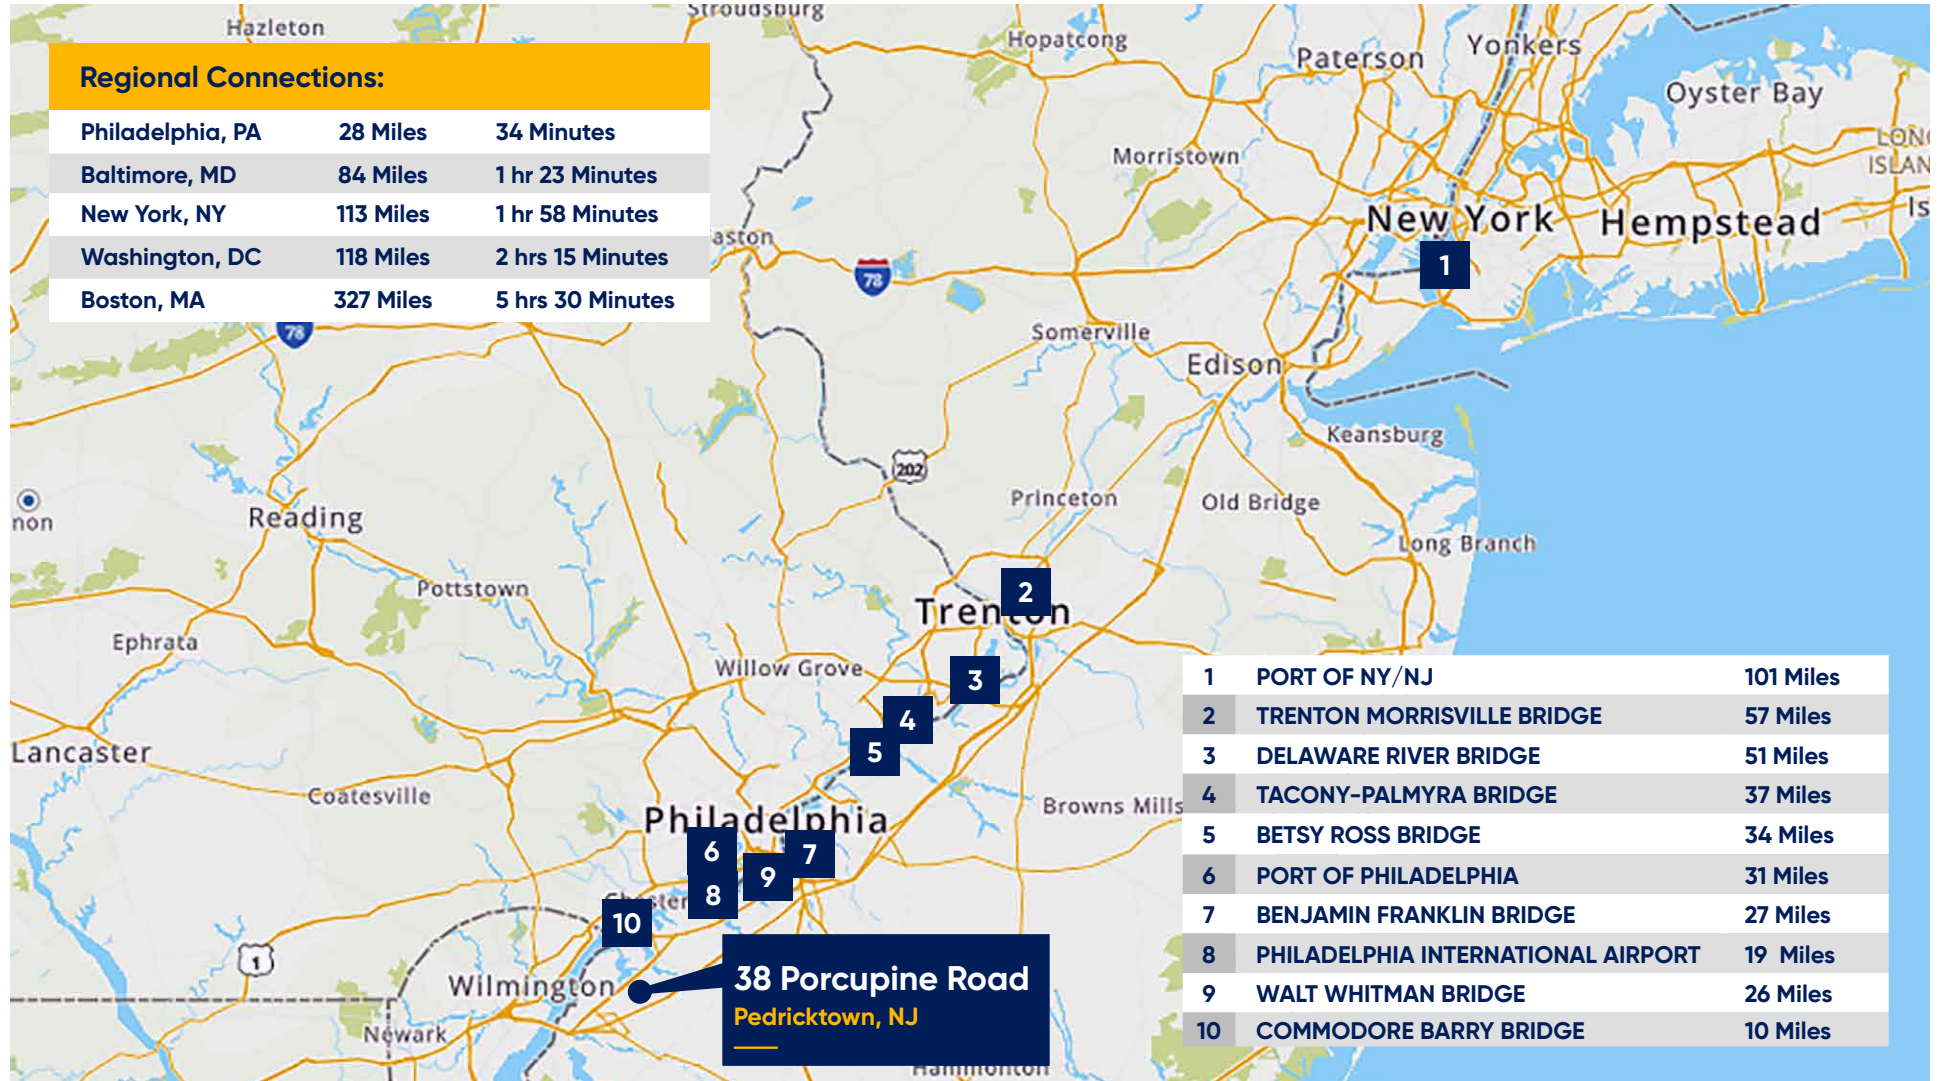 Stroudsburg
Hazleton
Hopatcong
Paterson
Yonkers
Oyster Bay
Regional Connections:
Philadelphia, PA 28 Miles 34 Minutes
Baltimore, MD 84 Miles 1 hr 23 Minutes
New York, NY 113 Miles 1 hr 58 Minutes
Washington, DC 118 Miles 2 hrs 15 Minutes
Boston, MA 327 Miles 5 hrs 30 Minutes
LONG
ISLAN
Is
Morristown
New York
Hempstead
1
aston
78
78
Somerville
Edison
Keansburg
202
Princeton
Old Bridge
non
Reading
Long Branch
Pottstown
2
Trenton
Ephrata
Willow Grove
3
4
5
Lancaster
Coatesville
Browns Mills
Philadelphia
6
7
9
8
Chester
10
1
Wilmington
Newark
38 Porcupine Road
Pedricktown, NJ
Hammonton
1 PORT OF NY/NJ 101 Miles
2 TRENTON MORRISVILLE BRIDGE 57 Miles
3 DELAWARE RIVER BRIDGE 51 Miles
4 TACONY-PALMYRA BRIDGE 37 Miles
5 BETSY ROSS BRIDGE 34 Miles
6 PORT OF PHILADELPHIA 31 Miles
7 BENJAMIN FRANKLIN BRIDGE 27 Miles
8 PHILADELPHIA INTERNATIONAL AIRPORT 19 Miles
9 WALT WHITMAN BRIDGE 26 Miles
10 COMMODORE BARRY BRIDGE 10 Miles